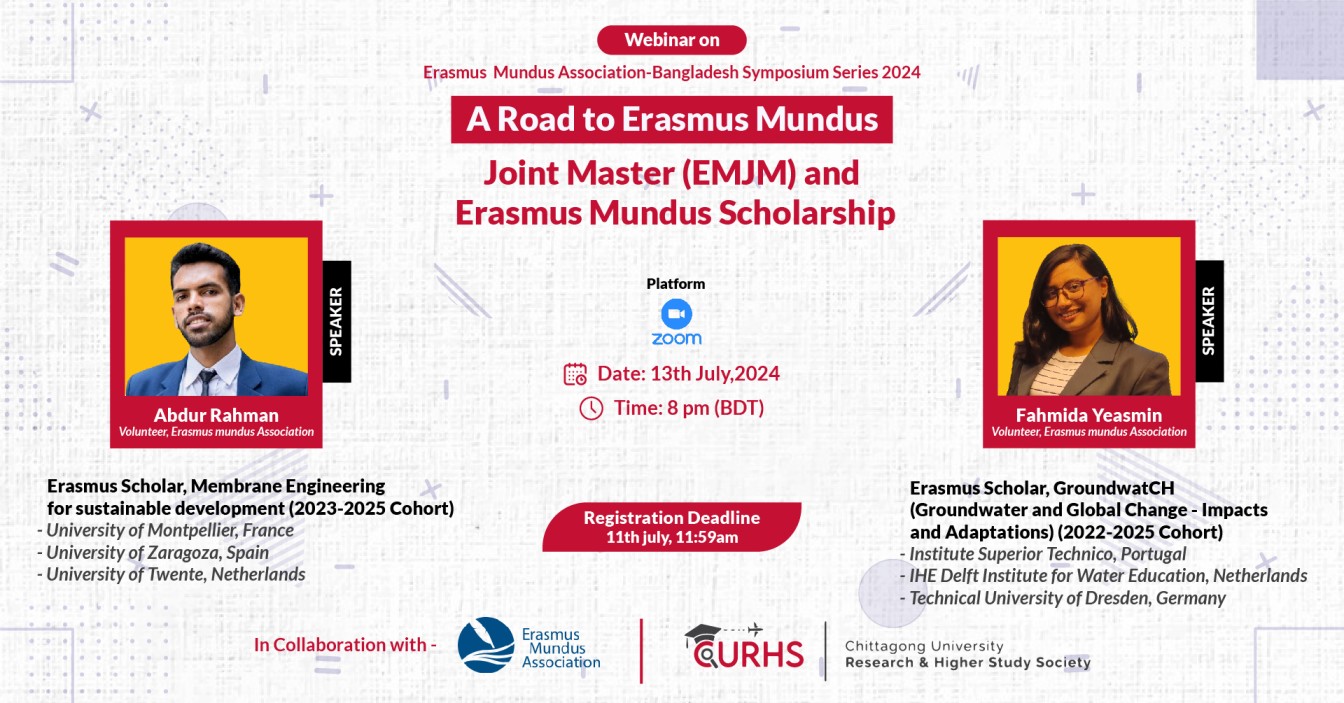 Webinar on
Erasmus Mundus Association-Bangladesh Symposium Series 2024
A Road to Erasmus Mundus
Joint Master (EMJM) and
Erasmus Mundus Scholarship
Platform
zoom
Date: 13th July,2024
Time: 8 pm (BDT)
SPEAKER
Abdur Rahman
Volunteer, Erasmus mundus Association
Erasmus Scholar, Membrane Engineering
for sustainable development (2023-2025 Cohort)
- University of Montpellier, France
- University of Zaragoza, Spain
- University of Twente, Netherlands
SPEAKER
Fahmida Yeasmin
Volunteer, Erasmus mundus Association
Erasmus Scholar, GroundwatCH
(Groundwater and Global Change - Impacts
and Adaptations) (2022-2025 Cohort)
- Institute Superior Technico, Portugal
- IHE Delft Institute for Water Education, Netherlands
- Technical University of Dresden, Germany
Registration Deadline
11th july, 11:59am
In Collaboration with -
Erasmus
Mundus
Association
CURHS
Chittagong University
Research & Higher Study Society